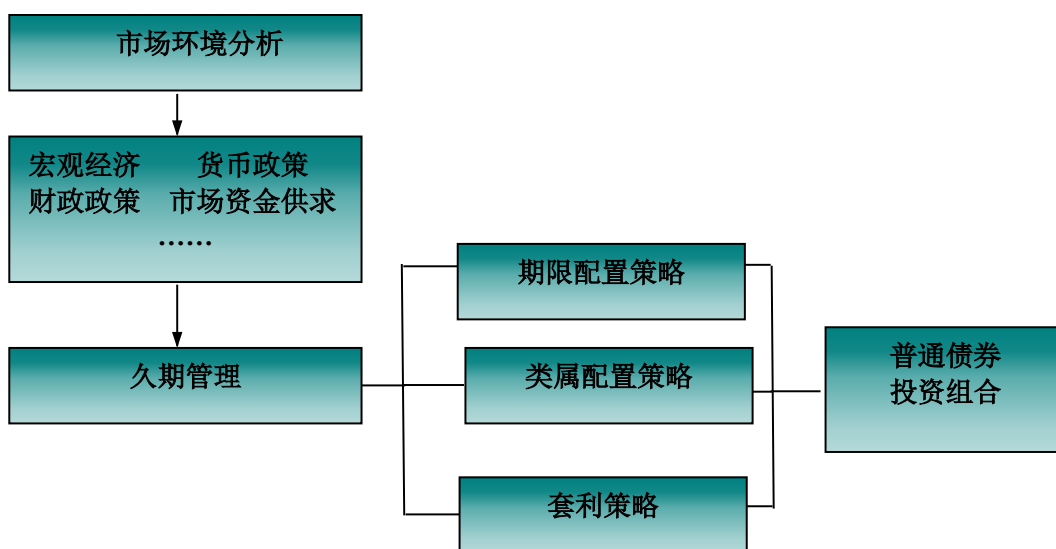 市场环境分析
宏观经济 货币政策
财政政策 市场资金供求
……
久期管理
期限配置策略
类属配置策略
套利策略
普通债券
投资组合